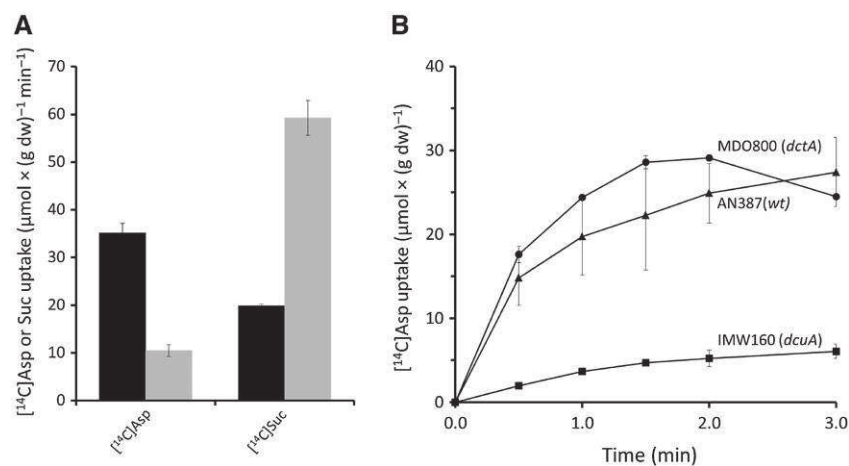 A
[¹⁴C]Asp or Suc uptake (μmol × (g dw)⁻¹ min⁻¹)
80
70
60
50
40
30
20
10
0
[¹⁴C]Asp
[¹⁴C]Suc
B
[¹⁴C]Asp uptake (μmol × (g dw)⁻¹)
40
30
20
10
0
MDO800 (dctA)
AN387(wt)
IMW160 (dcuA)
0.0
1.0
2.0
3.0
Time (min)